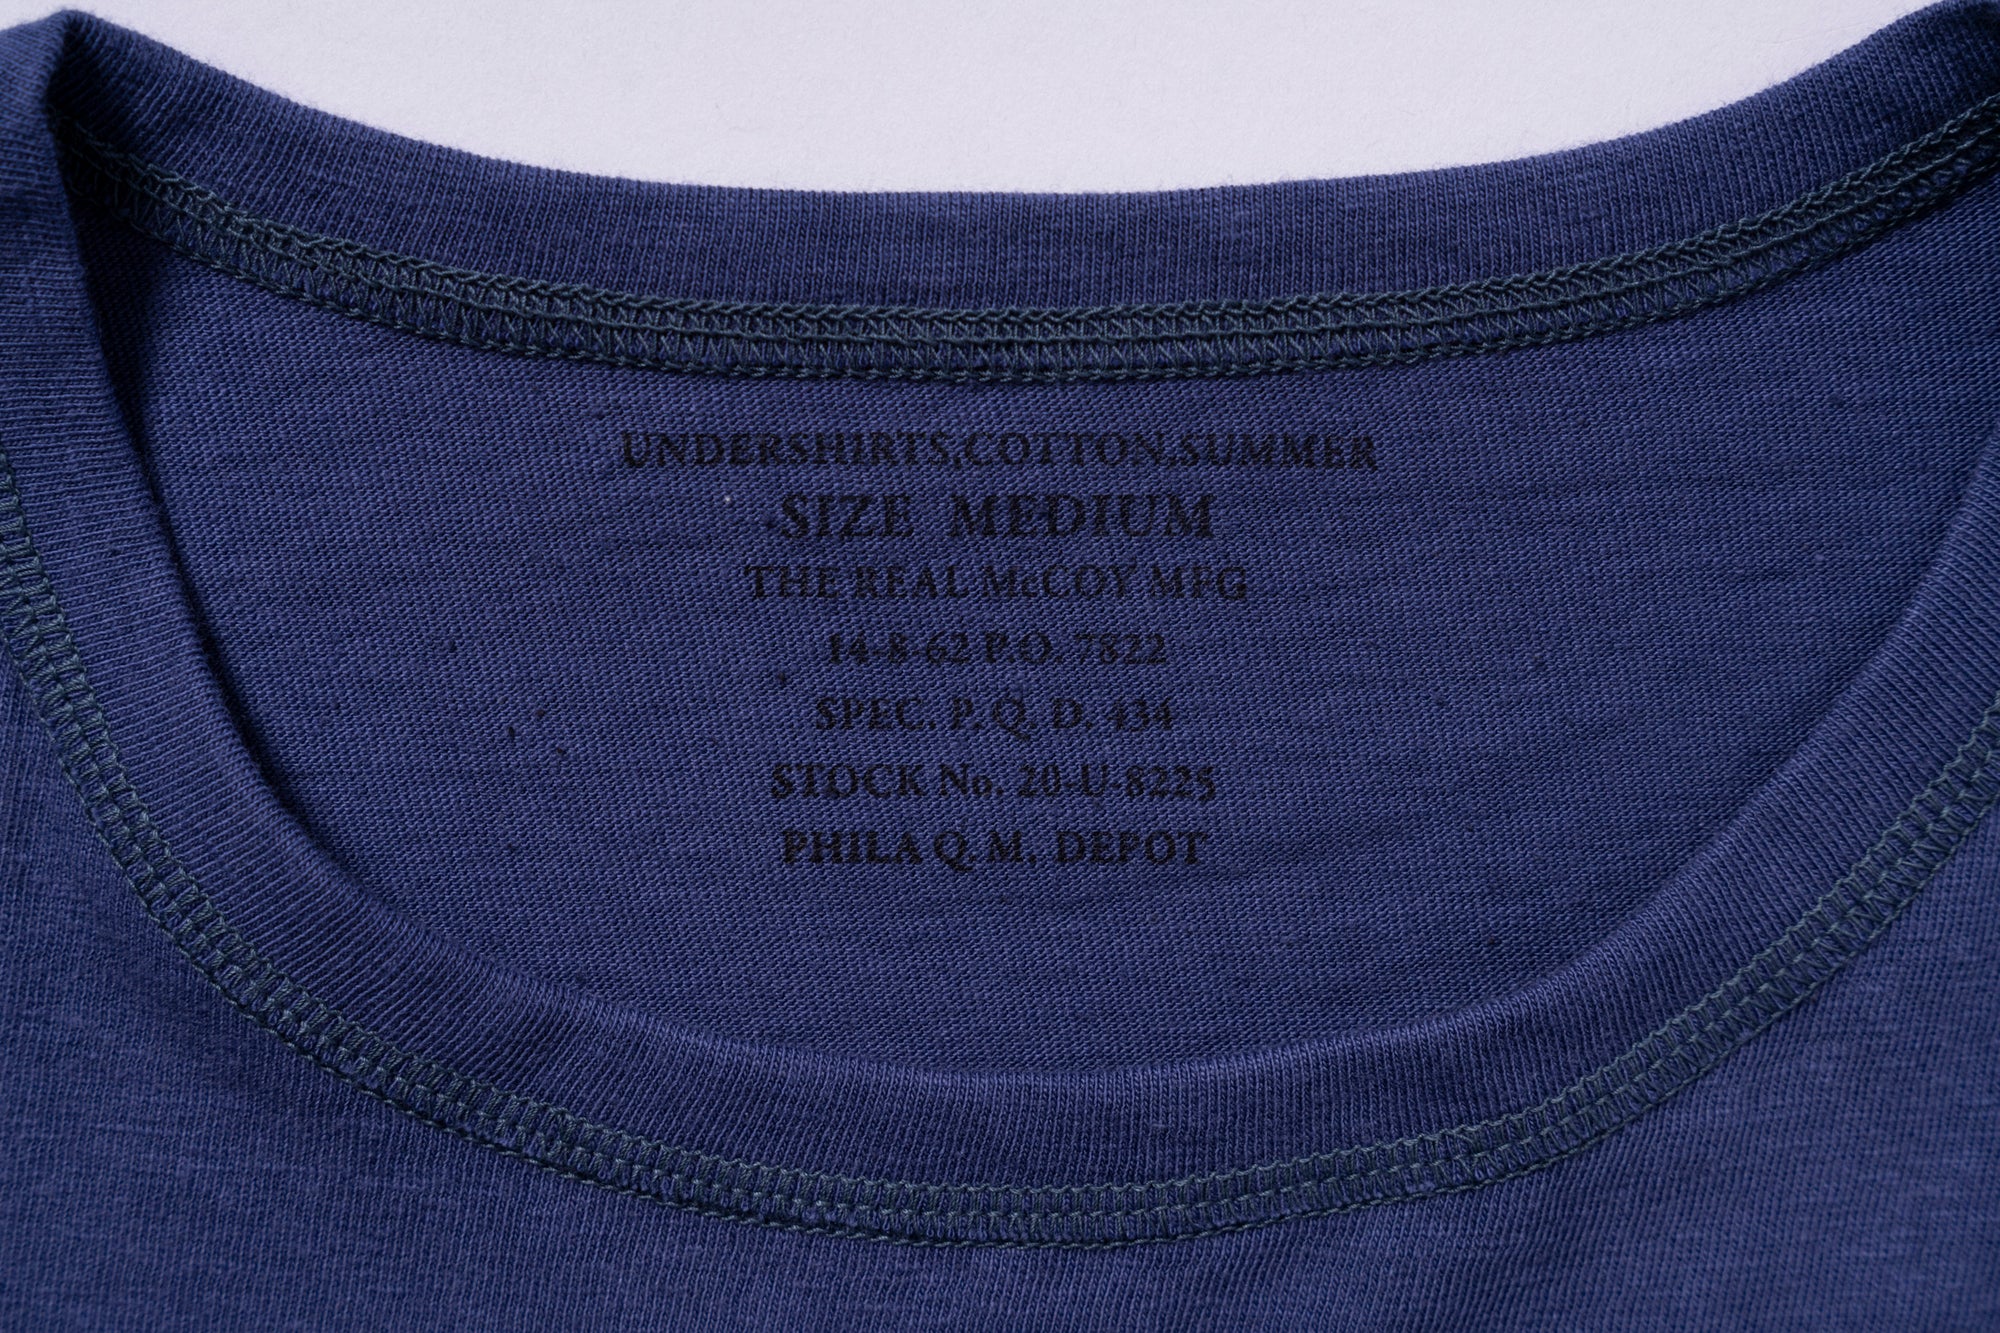 UNDERSHIRTS,COTTON,SUMMER
SIZE MEDIUM
THE REAL McCOY MFG
14-8-62 P.O. 7822
SPEC. P. Q. D. 434
STOCK No. 20-U-8225
PHILA Q. M. DEPOT